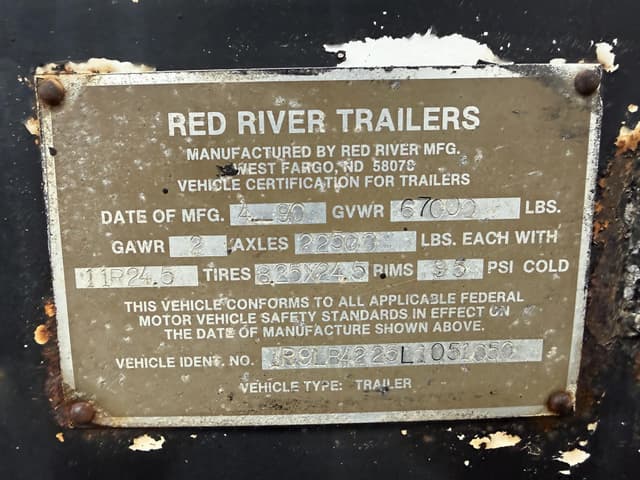 RED RIVER TRAILERS
MANUFACTURED BY RED RIVER MFG.
WEST FARGO, ND 58078
VEHICLE CERTIFICATION FOR TRAILERS
DATE OF MFG. 4 90 GVWR 67000 LBS.
GAWR 2 AXLES 22500 LBS. EACH WITH
11R24.5 TIRES 825X24.5 RIMS 95 PSI COLD
THIS VEHICLE CONFORMS TO ALL APPLICABLE FEDERAL
MOTOR VEHICLE SAFETY STANDARDS IN EFFECT ON
THE DATE OF MANUFACTURE SHOWN ABOVE.
VEHICLE IDENT. NO.
VEHICLE TYPE: TRAILER